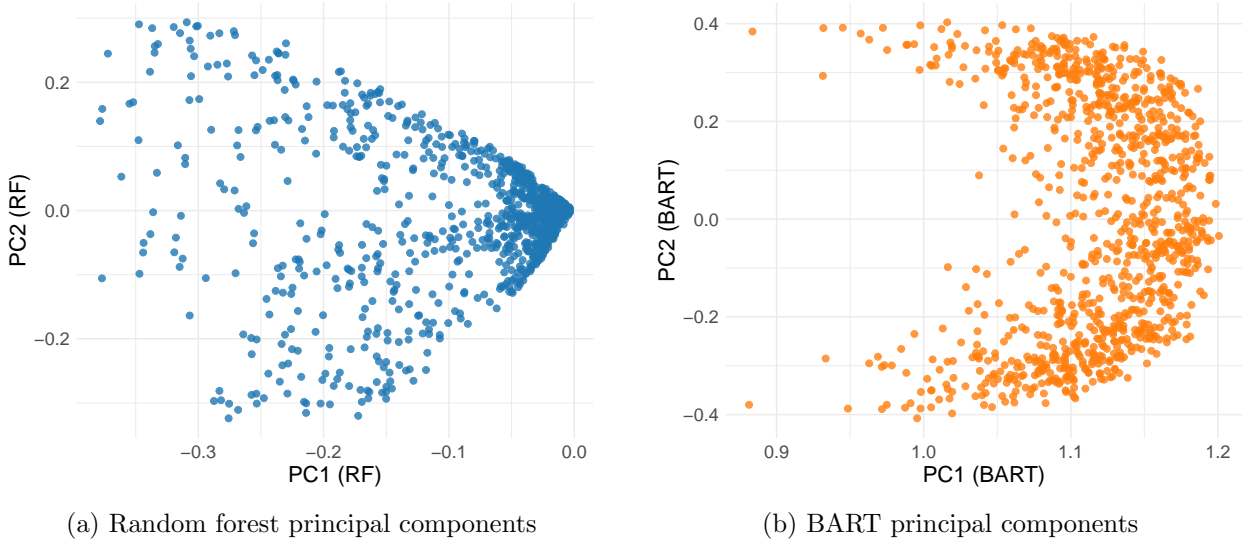 0.2
0.0
−0.2
PC2 (RF)
−0.3
−0.2
−0.1
0.0
PC1 (RF)
(a) Random forest principal components
0.4
0.2
0.0
−0.2
−0.4
PC2 (BART)
0.9
1.0
1.1
1.2
PC1 (BART)
(b) BART principal components